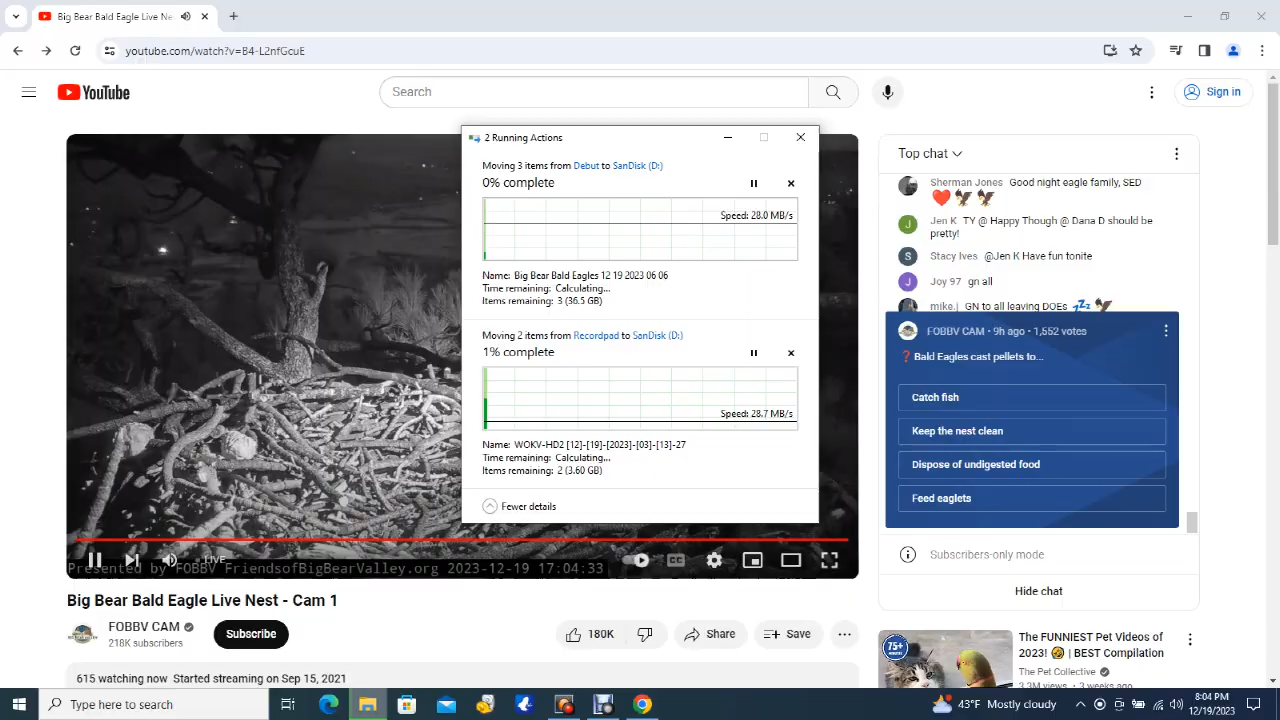 Big Bear Bald Eagle Live Ne
youtube.com/watch?v=B4-L2nfGcuE
YouTube
Search
Sign in
2 Running Actions
Moving 3 items from Debut to SanDisk (D:)
0% complete
Speed: 28.0 MB/s
Name: Big Bear Bald Eagles 12 19 2023 06 06
Time remaining: Calculating...
Items remaining: 3 (36.5 GB)
Moving 2 items from Recordpad to SanDisk (D:)
1% complete
Speed: 28.7 MB/s
Name: WOKV-HD2 [12]-[19]-[2023]-[03]-[13]-27
Time remaining: Calculating...
Items remaining: 2 (3.60 GB)
Fewer details
LIVE
CC
Presented by FOBBV FriendsofBigBearValley.org 2023-12-19 17:04:33
Top chat
Sherman Jones Good night eagle family, SED
❤️🦅🦅
J Jen K TY @ Happy Though @ Dana D should be
pretty!
S Stacy Ives @Jen K Have fun tonite
J Joy 97 gn all
mike.j GN to all leaving DOEs 💤🦅
FOBBV CAM • 9h ago • 1,552 votes
❓Bald Eagles cast pellets to...
Catch fish
Keep the nest clean
Dispose of undigested food
Feed eaglets
Subscribers-only mode
Hide chat
Big Bear Bald Eagle Live Nest - Cam 1
FOBBV CAM
218K subscribers
Subscribe
180K
Share
Save
615 watching now Started streaming on Sep 15, 2021
75+
The FUNNIEST Pet Videos of
2023! 🤣 | BEST Compilation
The Pet Collective
3.3M views • 3 weeks ago
Type here to search
43°F Mostly cloudy
8:04 PM
12/19/2023